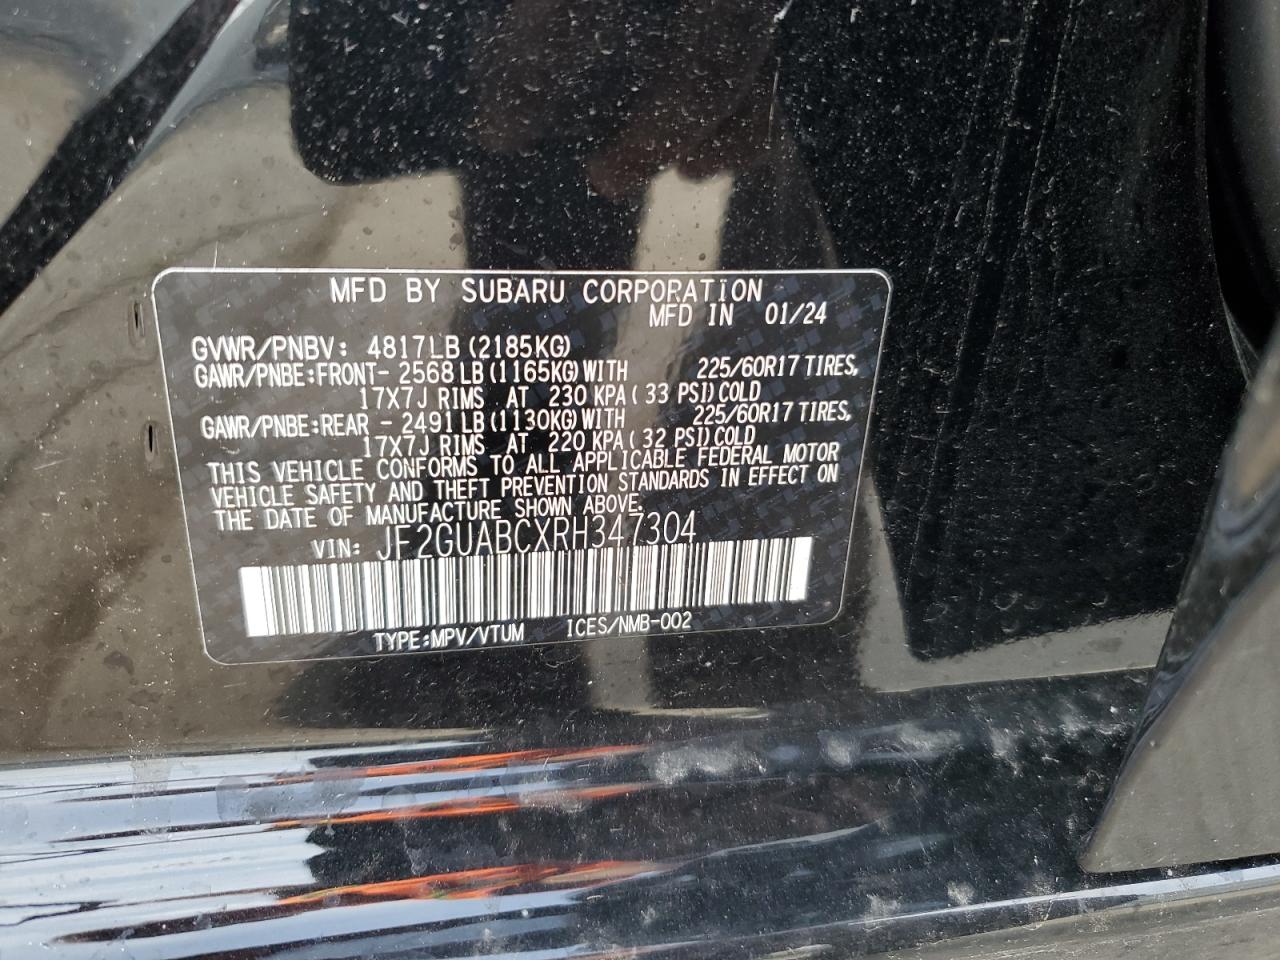 MFD BY SUBARU CORPORATION
MFD IN 01/24
GVWR/PNBV: 4817LB (2185KG)
GAWR/PNBE:FRONT- 2568 LB (1165KG) WITH 225/60R17 TIRES,
17X7J RIMS AT 230 KPA ( 33 PSI) COLD
GAWR/PNBE:REAR - 2491 LB (1130KG) WITH 225/60R17 TIRES,
17X7J RIMS AT 220 KPA ( 32 PSI) COLD
THIS VEHICLE CONFORMS TO ALL APPLICABLE FEDERAL MOTOR
VEHICLE SAFETY AND THEFT PREVENTION STANDARDS IN EFFECT ON
THE DATE OF MANUFACTURE SHOWN ABOVE.
VIN: JF2GUABCXRH347304
TYPE:MPV/VTUM ICES/NMB-002